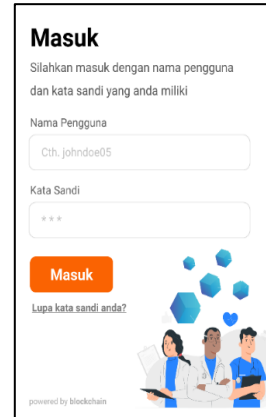 Masuk
Silahkan masuk dengan nama pengguna
dan kata sandi yang anda miliki
Nama Pengguna
Cth. johndoe05
Kata Sandi
***
Masuk
Lupa kata sandi anda?
powered by blockchain